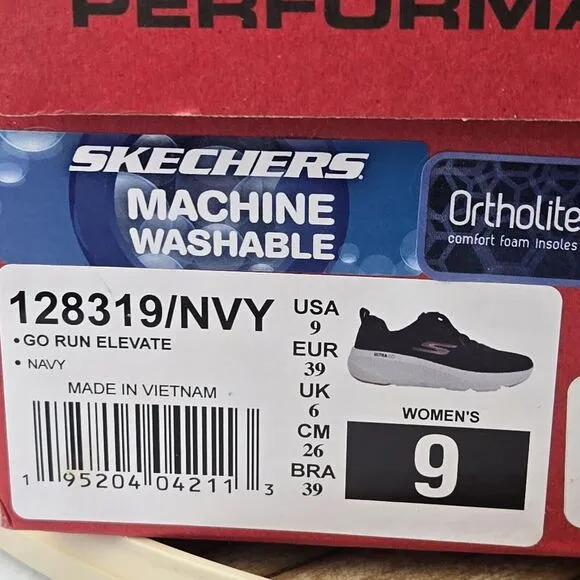 SKECHERS
MACHINE
WASHABLE
Ortholite
comfort foam insoles
128319/NVY
•GO RUN ELEVATE
• NAVY
MADE IN VIETNAM
1 95204 04211 3
USA
9
EUR
39
UK
6
CM
26
BRA
39
WOMEN'S
9